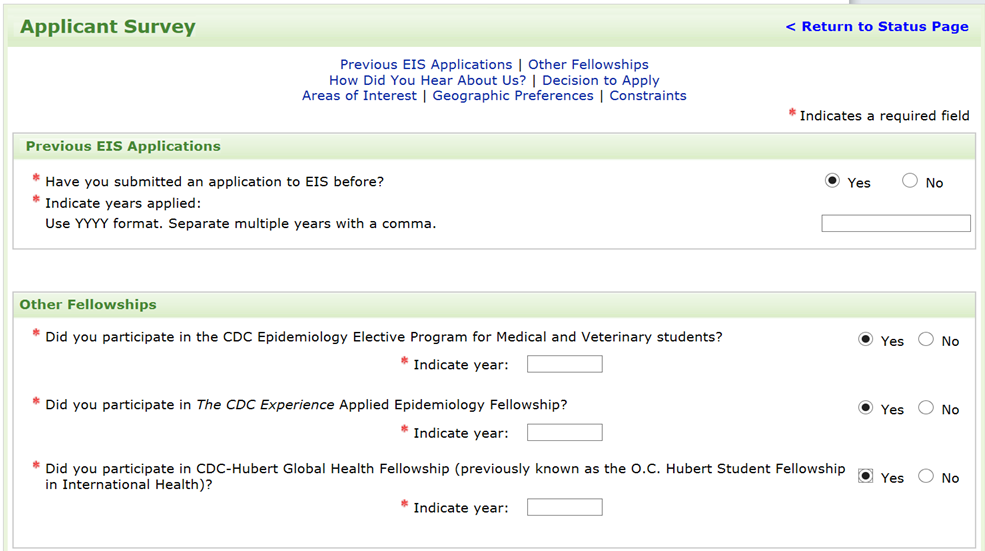 Applicant Survey
< Return to Status Page
Previous EIS Applications | Other Fellowships
How Did You Hear About Us? | Decision to Apply
Areas of Interest | Geographic Preferences | Constraints
* Indicates a required field
Previous EIS Applications
* Have you submitted an application to EIS before? Yes No
* Indicate years applied:
Use YYYY format. Separate multiple years with a comma.
Other Fellowships
* Did you participate in the CDC Epidemiology Elective Program for Medical and Veterinary students? Yes No
* Indicate year:
* Did you participate in The CDC Experience Applied Epidemiology Fellowship? Yes No
* Indicate year:
* Did you participate in CDC-Hubert Global Health Fellowship (previously known as the O.C. Hubert Student Fellowship
in International Health)? Yes No
* Indicate year: